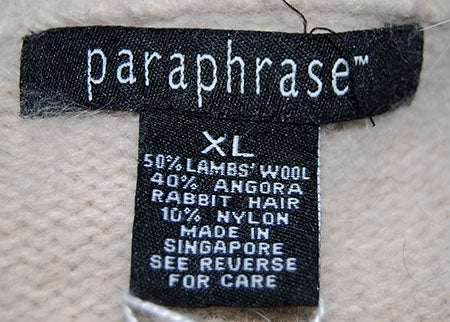 paraphrase™
XL
50% LAMBS' WOOL
40% ANGORA
RABBIT HAIR
10% NYLON
MADE IN
SINGAPORE
SEE REVERSE
FOR CARE